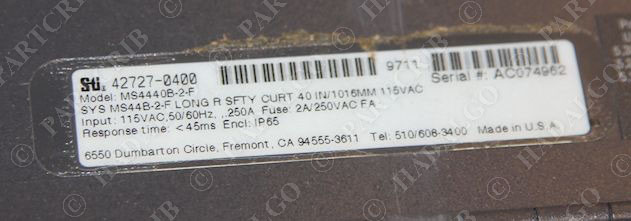 Sti 42727-0400 9711 Serial #: AC074962
Model: MS4440B-2-F
SYS MS44B-2-F LONG R SFTY CURT 40 IN/1016MM 115VAC
Input: 115VAC,50/60Hz, .250A Fuse: 2A/250VAC FA
Response time: <45ms Encl: IP65
6550 Dumbarton Circle, Fremont, CA 94555-3611 Tel: 510/608-3400 Made in U.S.A.